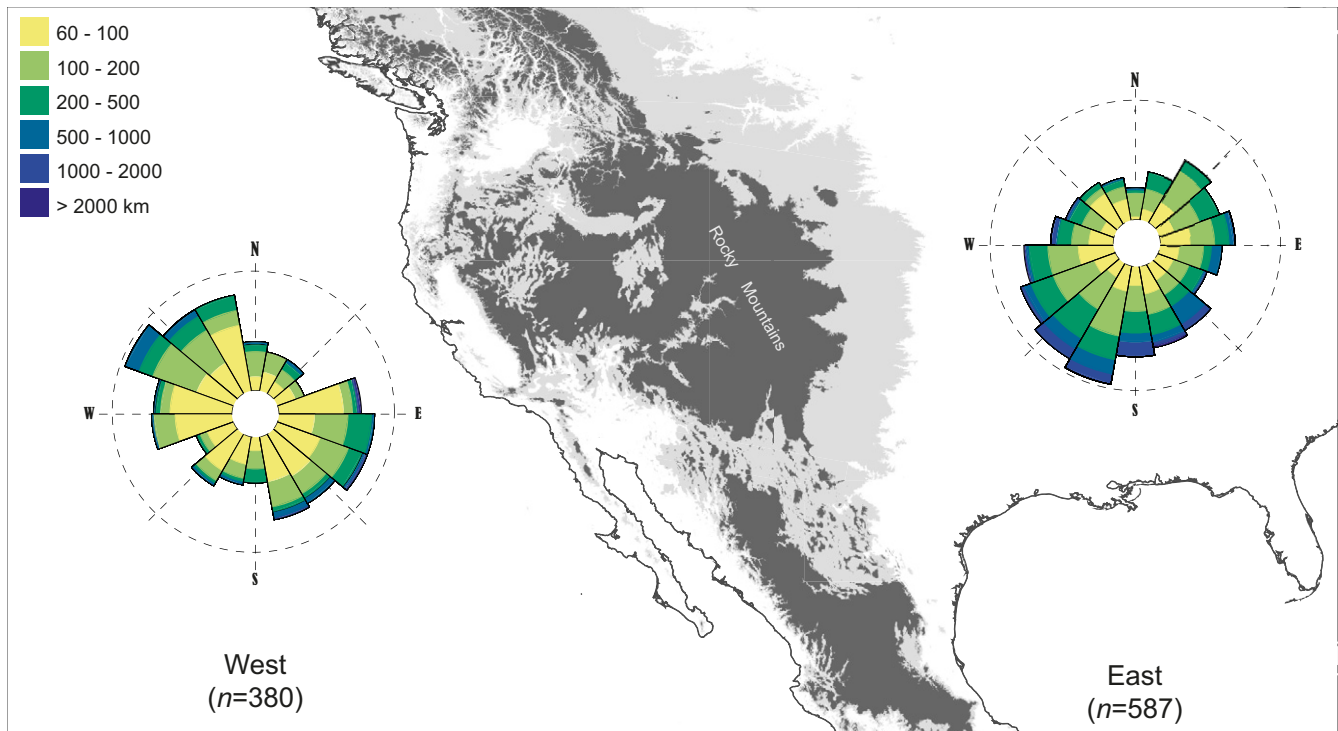 60 - 100
100 - 200
200 - 500
500 - 1000
1000 - 2000
> 2000 km
N
W
E
S
West
(n=380)
Rocky
Mountains
N
W
E
S
East
(n=587)